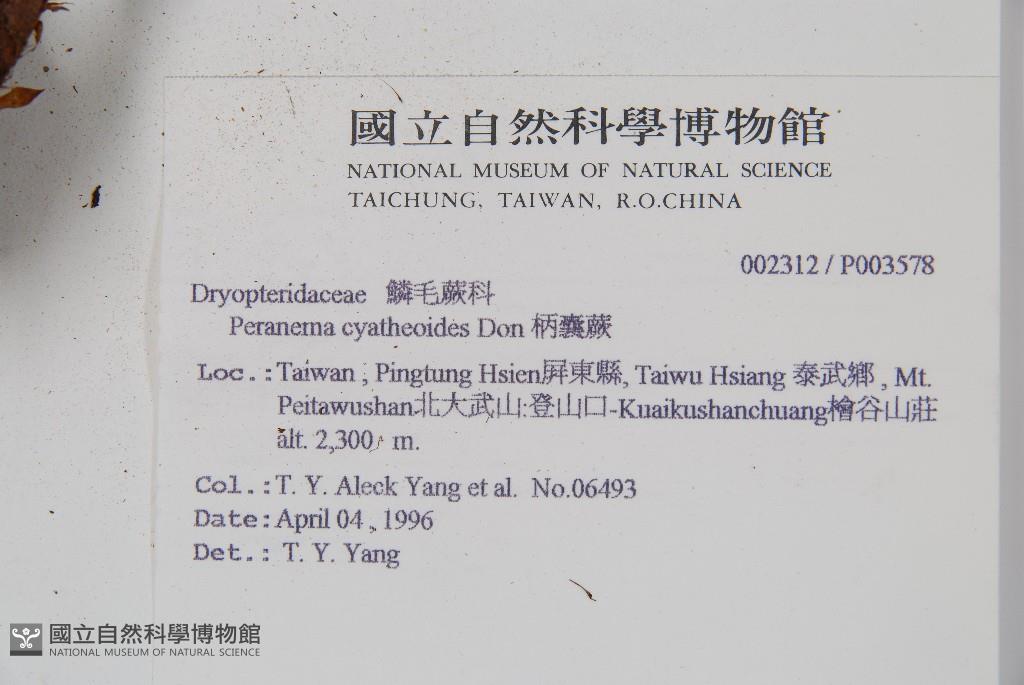 國立自然科學博物館
NATIONAL MUSEUM OF NATURAL SCIENCE
TAICHUNG, TAIWAN, R.O.CHINA
002312 / P003578
Dryopteridaceae 鱗毛蕨科
Peranema cyatheoides Don 柄囊蕨
Loc.: Taiwan , Pingtung Hsien屏東縣, Taiwu Hsiang 泰武鄉 , Mt.
Peitawushan北大武山:登山口-Kuaikushanchuang檜谷山莊
alt. 2,300 m.
Col.: T. Y. Aleck Yang et al. No.06493
Date: April 04 , 1996
Det.: T. Y. Yang
國立自然科學博物館
NATIONAL MUSEUM OF NATURAL SCIENCE